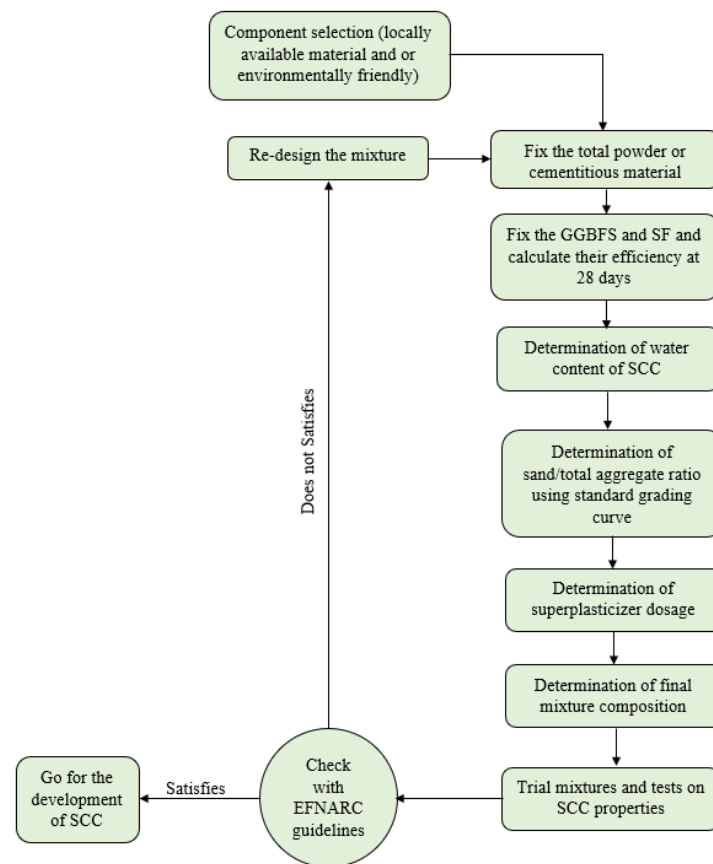 Component selection (locally
available material and or
environmentally friendly)
Re-design the mixture
Fix the total powder or
cementitious material
Fix the GGBFS and SF and
calculate their efficiency at
28 days
Determination of water
content of SCC
Does not Satisfies
Determination of
sand/total aggregate ratio
using standard grading
curve
Determination of
superplasticizer dosage
Determination of final
mixture composition
Trial mixtures and tests on
SCC properties
Check
with
EFNARC
guidelines
Satisfies
Go for the
development
of SCC